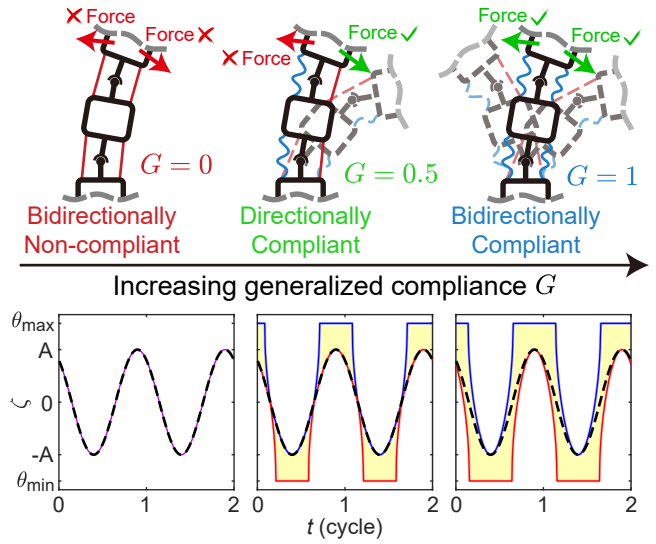 ✗ Force
Force ✗
G = 0
Bidirectionally
Non-compliant
✗ Force
Force ✓
G = 0.5
Directionally
Compliant
Force ✓
Force ✓
G = 1
Bidirectionally
Compliant
Increasing generalized compliance G
θmax
A
ζ
0
-A
θmin
0 1 2
0 1 2
0 1 2
t (cycle)